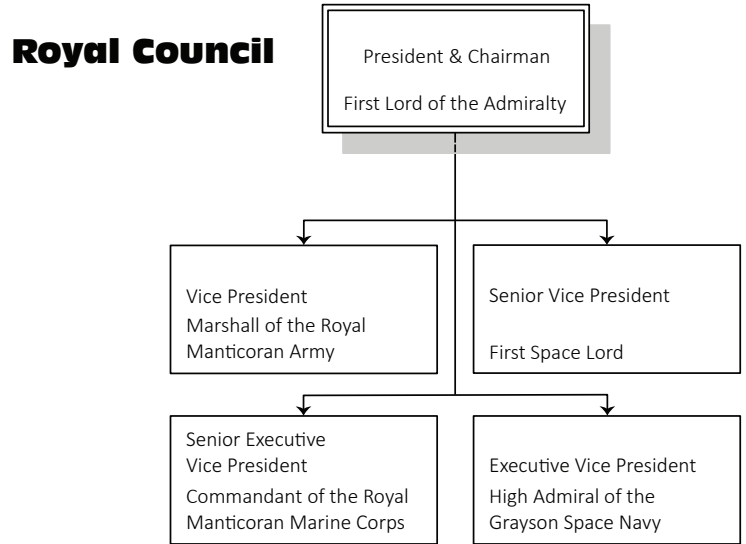 Royal Council
President & Chairman
First Lord of the Admiralty
Vice President
Marshall of the Royal
Manticoran Army
Senior Vice President
First Space Lord
Senior Executive
Vice President
Commandant of the Royal
Manticoran Marine Corps
Executive Vice President
High Admiral of the
Grayson Space Navy